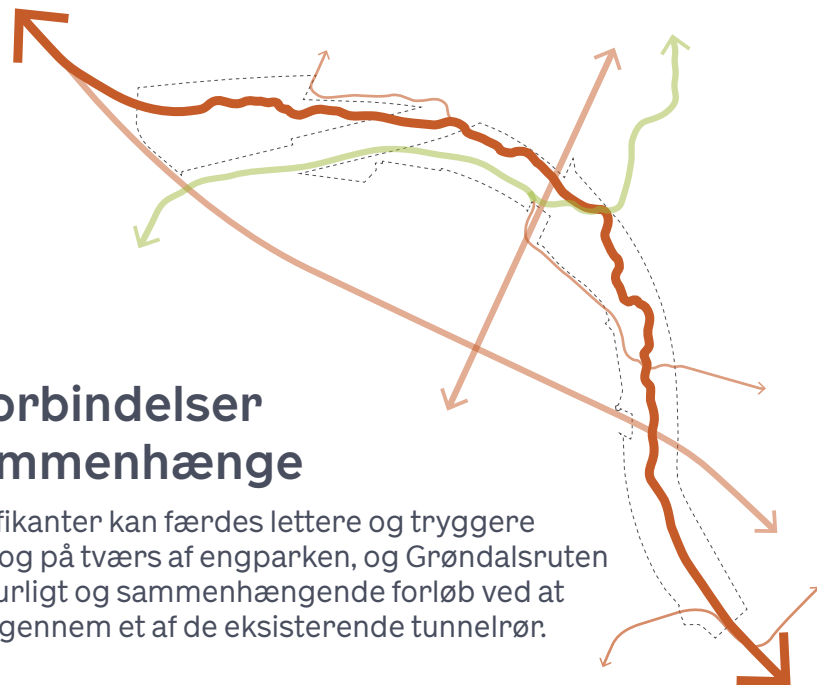 orbindelser
mmenhænge
fikanter kan færdes lettere og tryggere
og på tværs af engparken, og Grøndalsruten
urligt og sammenhængende forløb ved at
gennem et af de eksisterende tunnelrør.